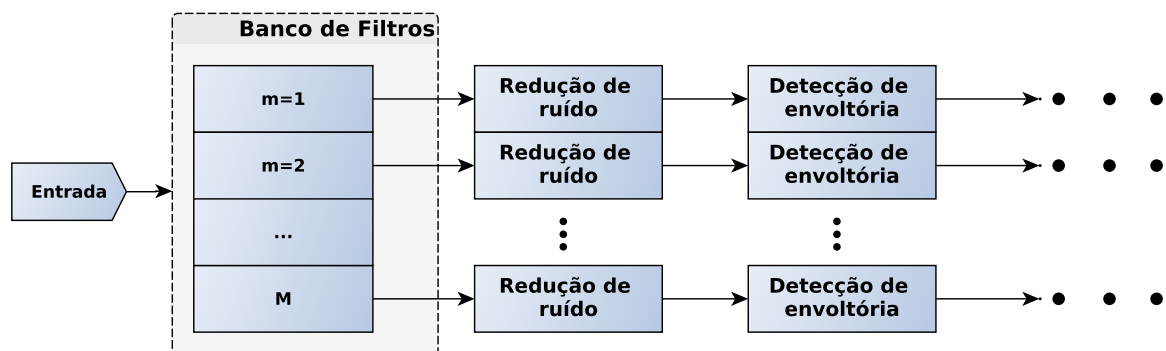 Banco de Filtros
Entrada
m=1
Redução de
ruído
Detecção de
envoltória
m=2
Redução de
ruído
Detecção de
envoltória
...
M
Redução de
ruído
Detecção de
envoltória